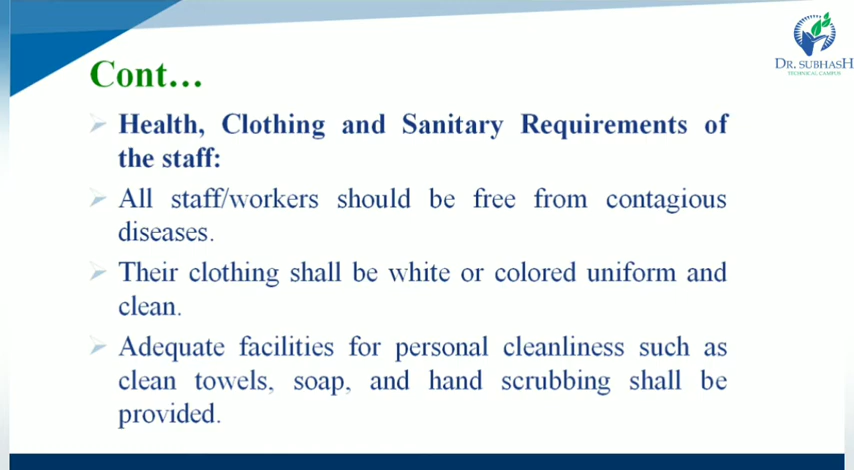 DR. SUBHASH
TECHNICAL CAMPUS
Cont...
Health, Clothing and Sanitary Requirements of
the staff:
All staff/workers should be free from contagious
diseases.
Their clothing shall be white or colored uniform and
clean.
Adequate facilities for personal cleanliness such as
clean towels, soap, and hand scrubbing shall be
provided.